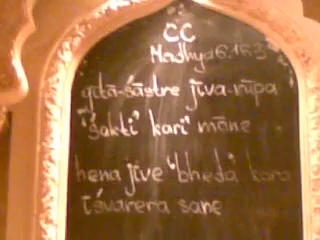 CC
Madhya 6.163
gītā-śāstre jīva-rūpa
'śakti' kari' māne
hena jīve 'bheda' kara
īśvarera sane